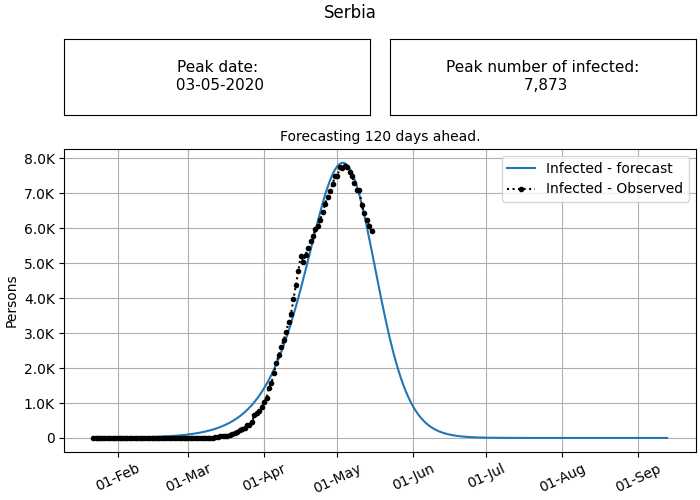 Serbia
Peak date:
03-05-2020
Peak number of infected:
7,873
Forecasting 120 days ahead.
8.0K
7.0K
6.0K
5.0K
4.0K
3.0K
2.0K
1.0K
0
Persons
Infected - forecast
Infected - Observed
01-Feb
01-Mar
01-Apr
01-May
01-Jun
01-Jul
01-Aug
01-Sep